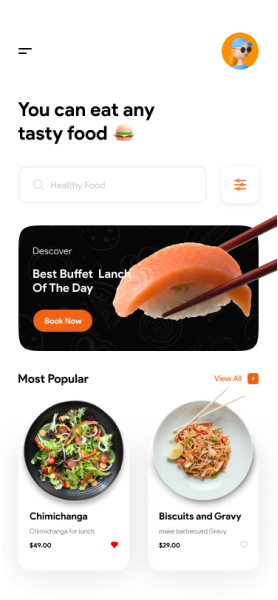 You can eat any
tasty food 🍔
Healthy Food
Descover
Best Buffet Lanch
Of The Day
Book Now
Most Popular
View All
Chimichanga
Chimichanga for lunch
$49.00
Biscuits and Gravy
make barbecued Gravy
$29.00